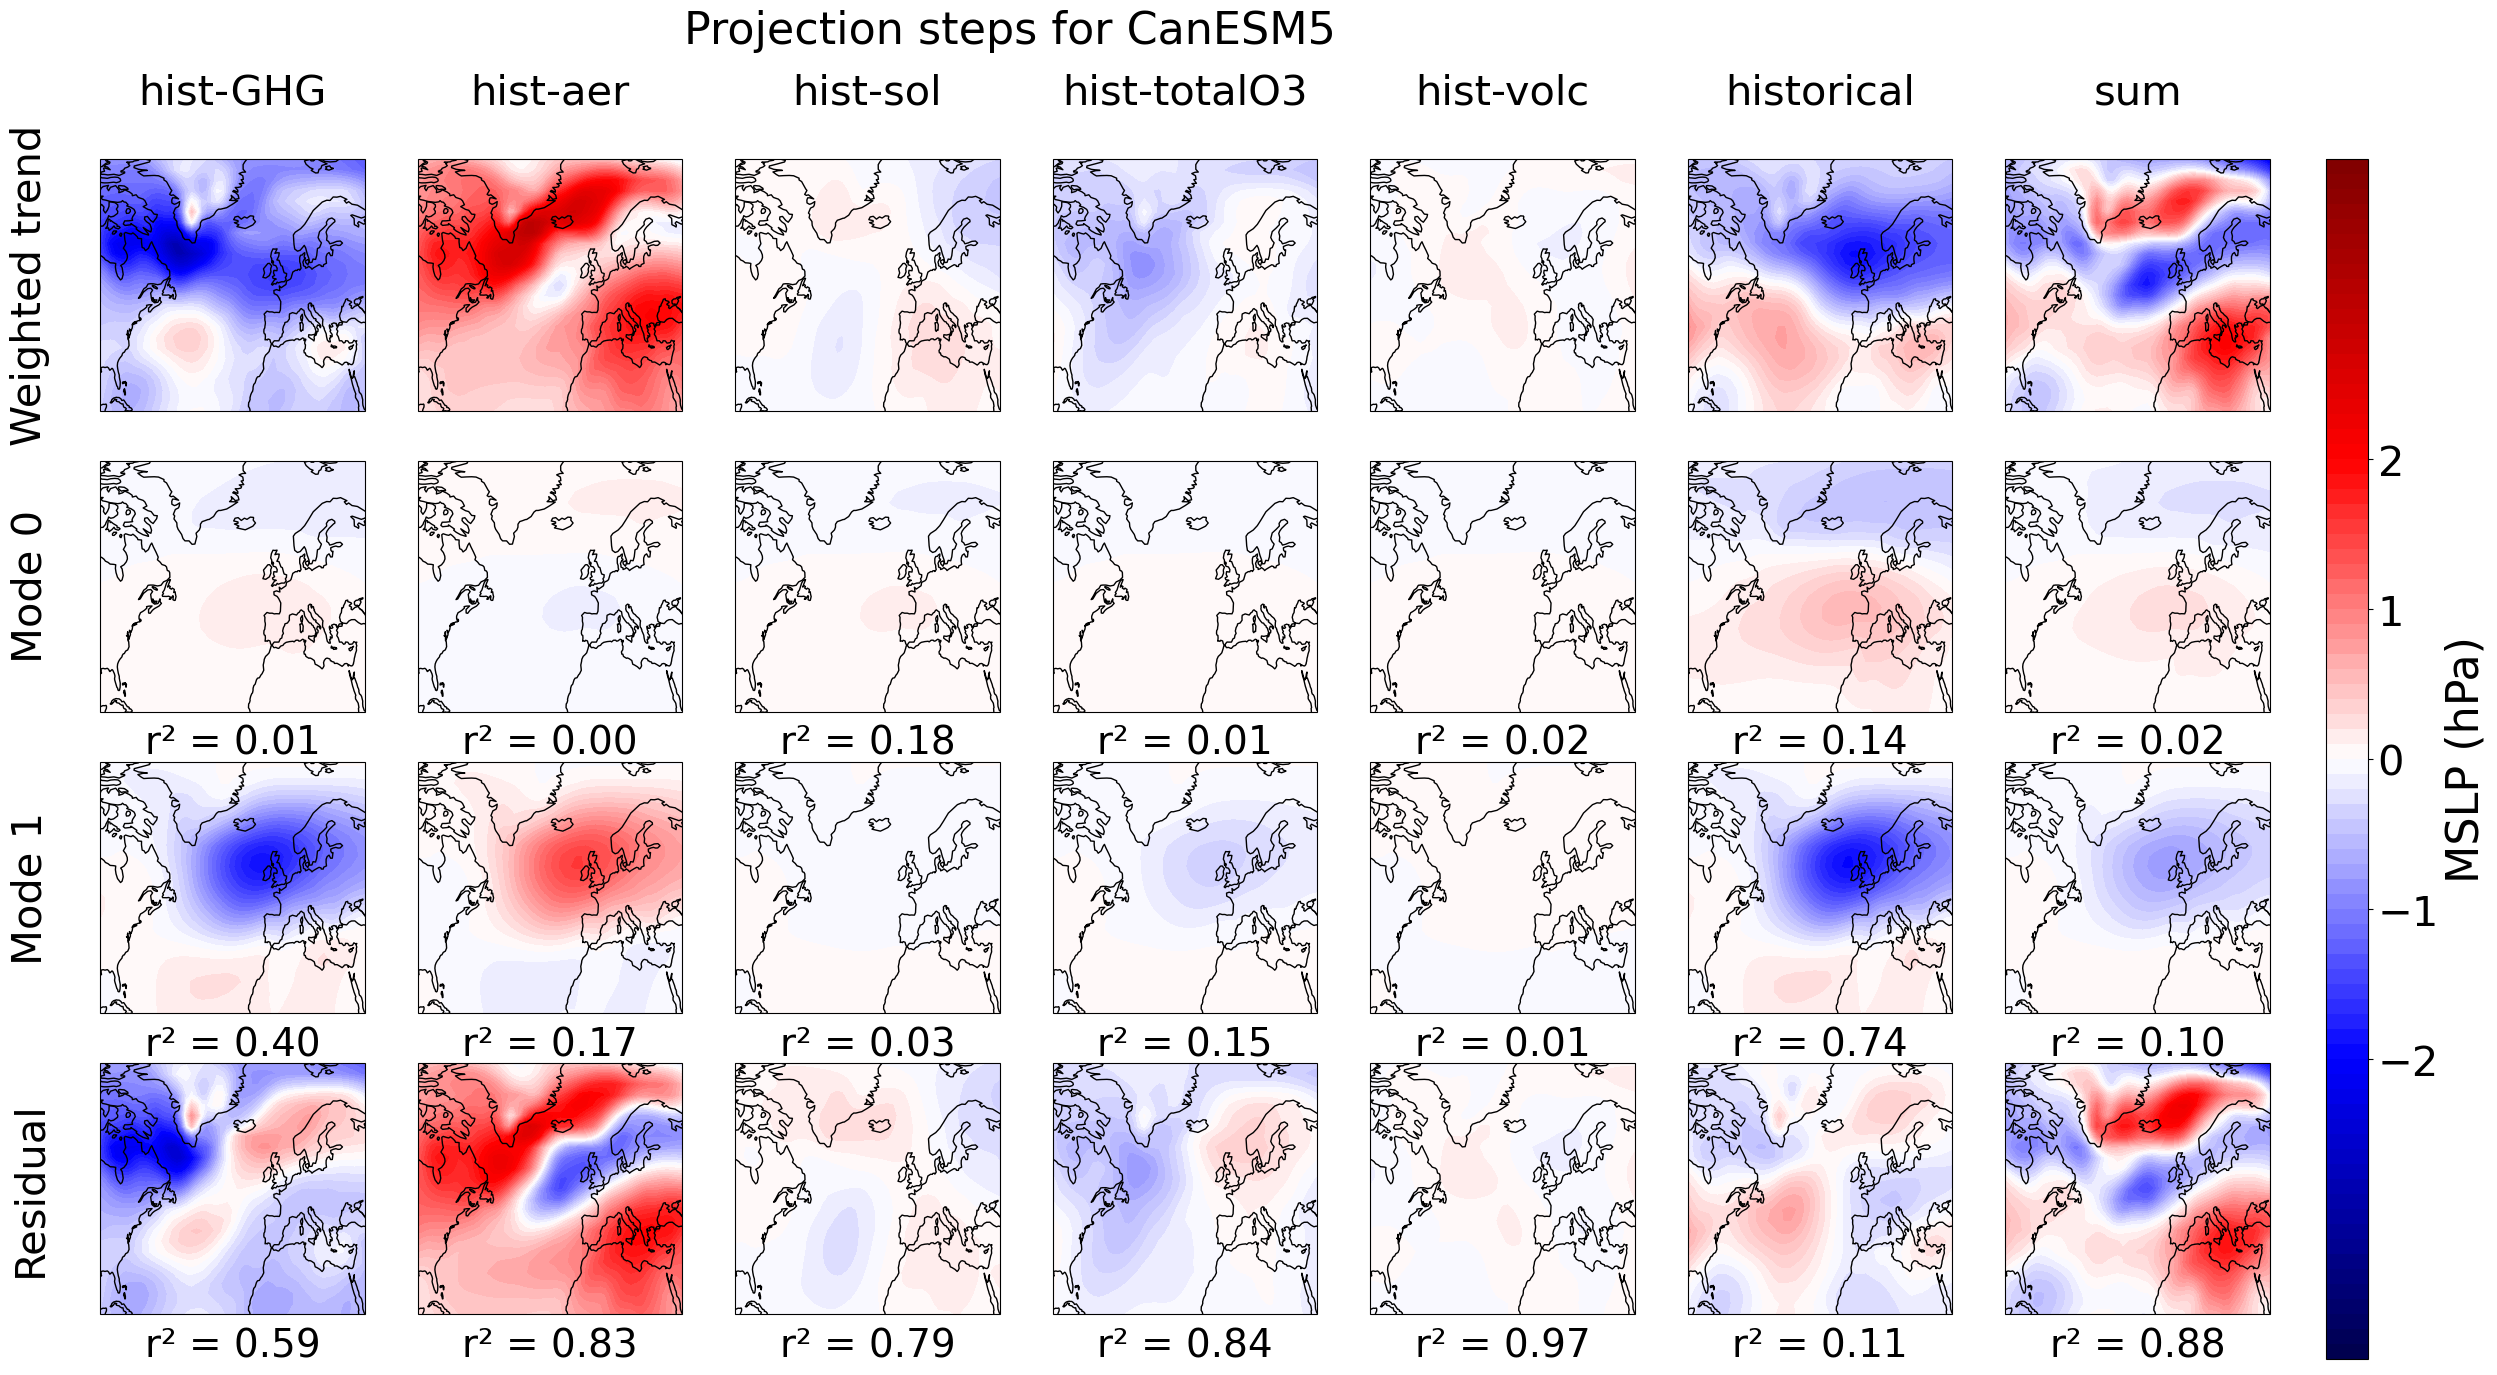 Projection steps for CanESM5
hist-GHG hist-aer hist-sol hist-totalO3 hist-volc historical sum
Weighted trend
Mode 0
r² = 0.01 r² = 0.00 r² = 0.18 r² = 0.01 r² = 0.02 r² = 0.14 r² = 0.02
Mode 1
r² = 0.40 r² = 0.17 r² = 0.03 r² = 0.15 r² = 0.01 r² = 0.74 r² = 0.10
Residual
r² = 0.59 r² = 0.83 r² = 0.79 r² = 0.84 r² = 0.97 r² = 0.11 r² = 0.88
2
1
0
−1
−2
MSLP (hPa)